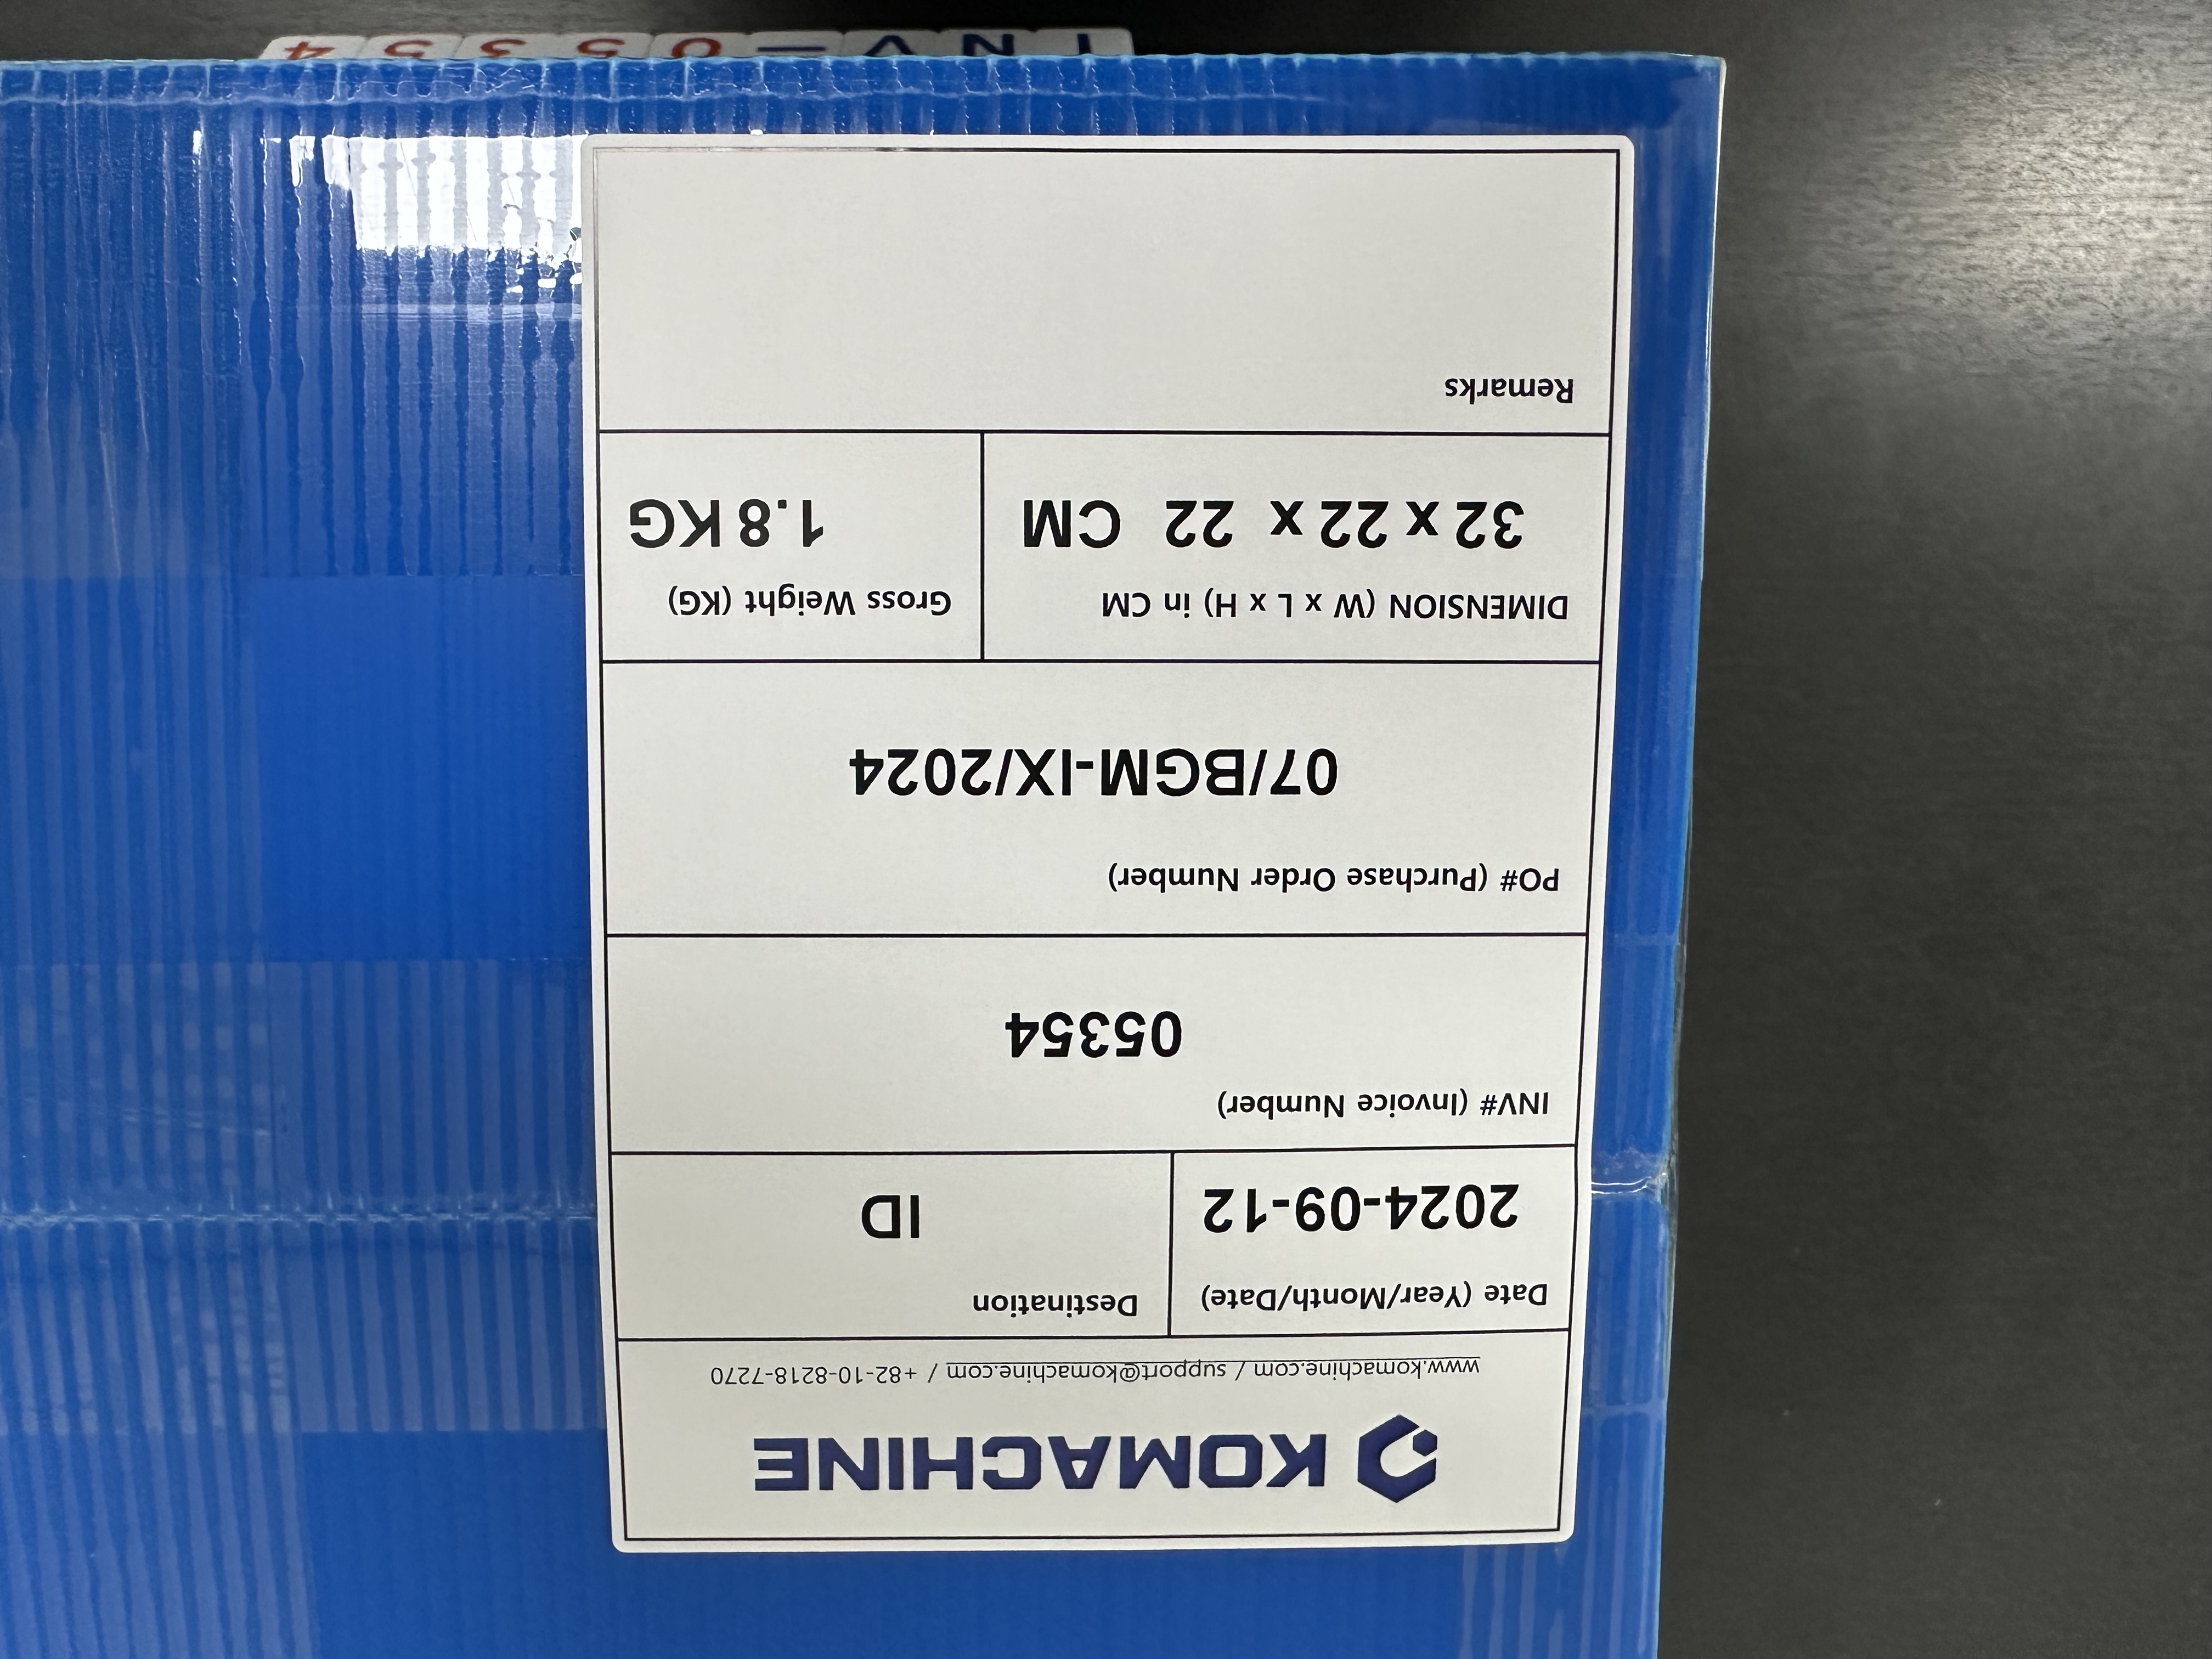 KOMACHINE
www.komachine.com / support@komachine.com / +82-10-8218-7270
Date (Year/Month/Date)
2024-09-12
Destination
ID
INV# (Invoice Number)
05354
PO# (Purchase Order Number)
07/BGM-IX/2024
DIMENSION (W x L x H) in CM
32 x 22 x 22 CM
Gross Weight (KG)
1.8 KG
Remarks
INV-05354